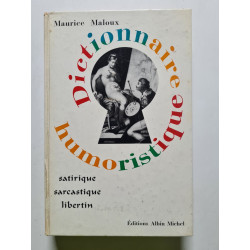 Maurice Maloux
Dictionnaire
humoristique
satirique
sarcastique
libertin
Éditions Albin Michel